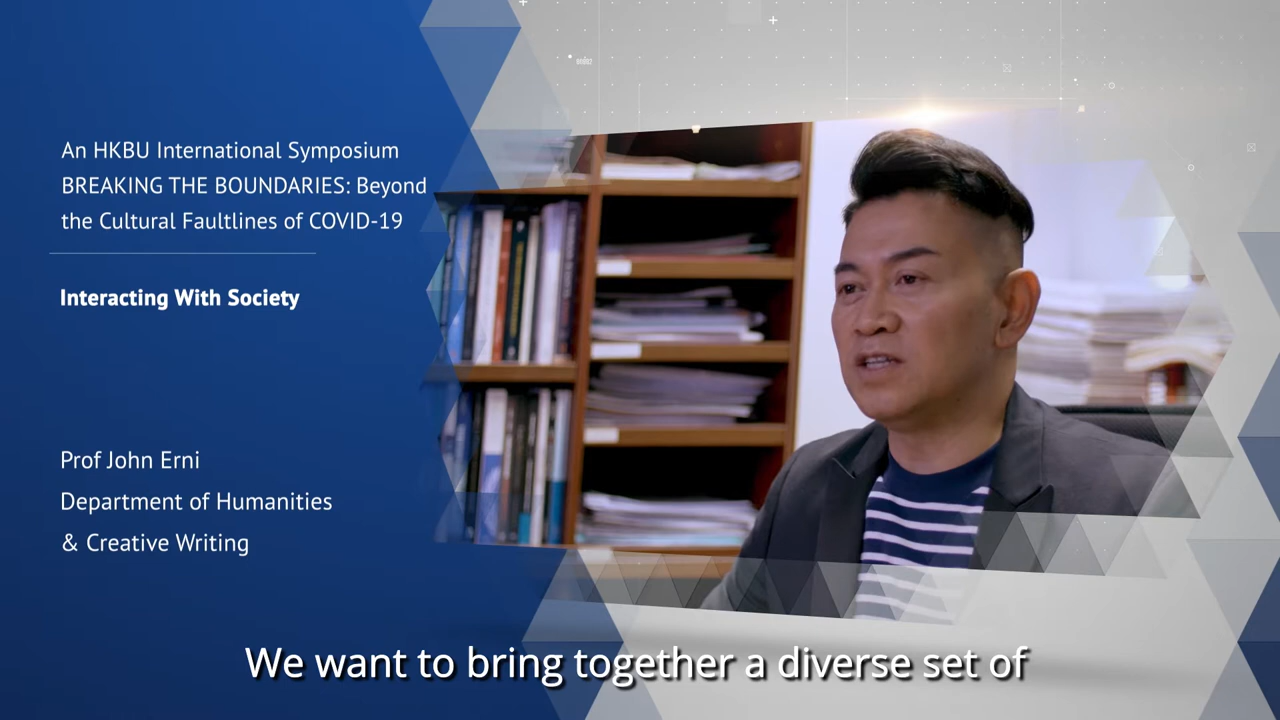 An HKBU International Symposium
BREAKING THE BOUNDARIES: Beyond
the Cultural Faultlines of COVID-19
Interacting With Society
Prof John Erni
Department of Humanities
& Creative Writing
We want to bring together a diverse set of